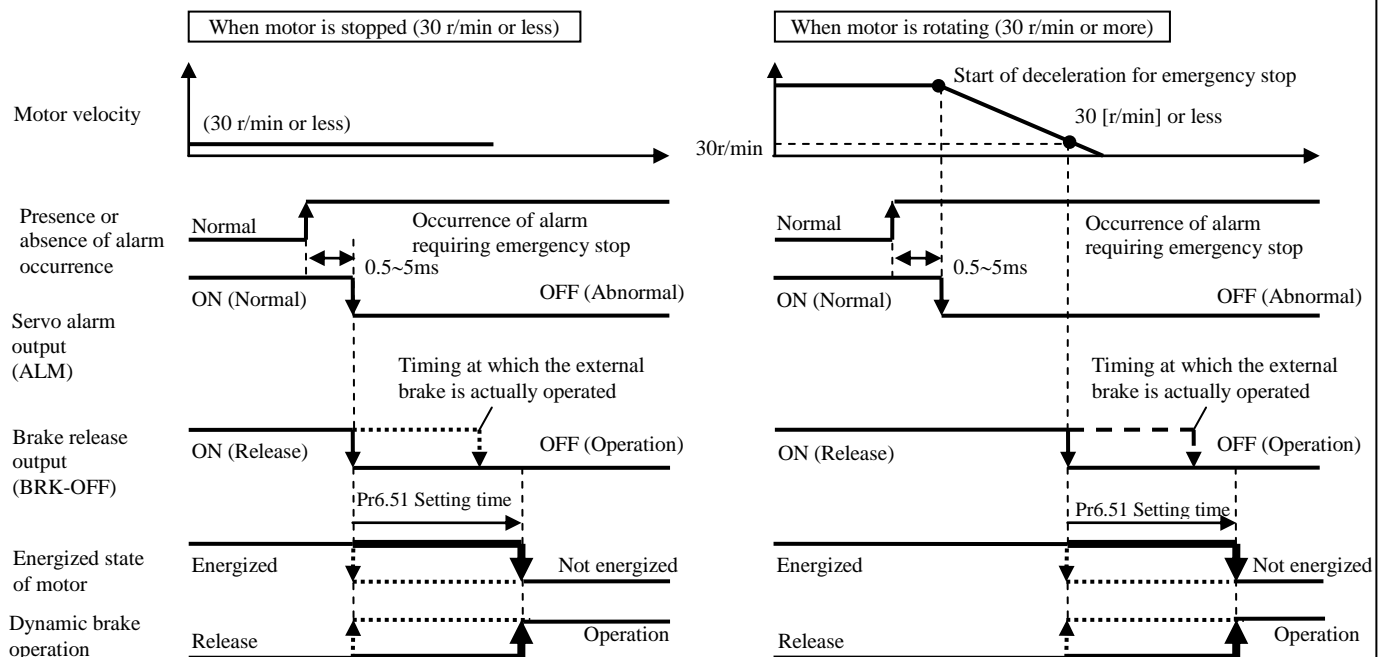 When motor is stopped (30 r/min or less)
When motor is rotating (30 r/min or more)
Motor velocity
(30 r/min or less)
Start of deceleration for emergency stop
30 [r/min] or less
30r/min
Presence or
absence of alarm
occurrence
Normal
Occurrence of alarm
requiring emergency stop
0.5~5ms
Normal
Occurrence of alarm
requiring emergency stop
0.5~5ms
Servo alarm
output
(ALM)
ON (Normal)
OFF (Abnormal)
ON (Normal)
OFF (Abnormal)
Timing at which the external
brake is actually operated
Timing at which the external
brake is actually operated
Brake release
output
(BRK-OFF)
ON (Release)
OFF (Operation)
ON (Release)
OFF (Operation)
Pr6.51 Setting time
Pr6.51 Setting time
Energized state
of motor
Energized
Not energized
Energized
Not energized
Dynamic brake
operation
Release
Operation
Release
Operation